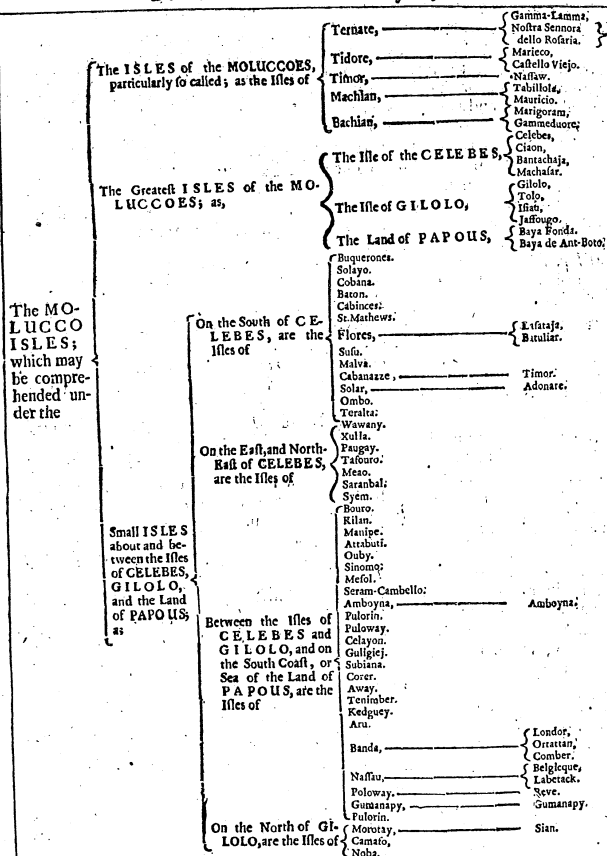 The MO-
LUCCO
ISLES;
which may
be compre-
hended un-
der the
The ISLES of the MOLUCCOES,
particularly ſo called; as the Iſles of
Ternate,
Gamma-Lamma,
Noſtra Sennora
dello Roſaria.
Tidore,
Marieco,
Caſtello Viejo.
Timor,
Naſſaw.
Machian,
Tabillola,
Mauricio.
Bachian,
Marigoram,
Gammeduore;
The Greateſt ISLES of the MO-
LUCCOES; as,
The Iſle of the CELEBES,
Celebes,
Ciaon,
Bantachaja,
Machaſar.
The Iſle of GILOLO,
Gilolo,
Tolo,
Iſiati,
Jaffougo.
The Land of PAPOUS,
Baya Fonda.
Baya de Ant-Boto.
Small ISLES
about and be-
tween the Iſles
of CELEBES,
GILOLO,
and the Land
of PAPOUS;
as
On the South of CE-
LEBES, are the
Iſles of
Buquerones.
Solayo.
Cobana.
Baton.
Cabinces.
St. Mathews.
Flores,
Batuliar.
Suſu.
Malva.
Cabanazze,
Timor.
Solar,
Adonare.
Ombo.
Teralta.
On the Eaſt, and North-
Eaſt of CELEBES,
are the Iſles of
Wawany.
Xulla.
Paugay.
Taſouro.
Meao.
Saranbal;
Syem.
Between the Iſles of
CELEBES and
GILOLO, and on
the South Coaſt, or
Sea of the Land of
PAPOUS, are the
Iſles of
Bouro.
Kilan.
Manipe.
Attabuti.
Ouby.
Sinomo;
Meſol.
Seram-Cambello.
Amboyna,
Amboyna.
Pulorin.
Puloway.
Celayon.
Gullgiej.
Subiana.
Corer.
Away.
Tenimber.
Kedguey.
Aru.
Banda,
Londor,
Ortattan,
Comber.
Naſſau,
Belgicque,
Labetack.
Poloway.
Reve.
Gumanapy,
Gumanapy.
Pulorin.
On the North of GI-
LOLO, are the Iſles of
Morotay,
Sian.
Camafo,
Noba.